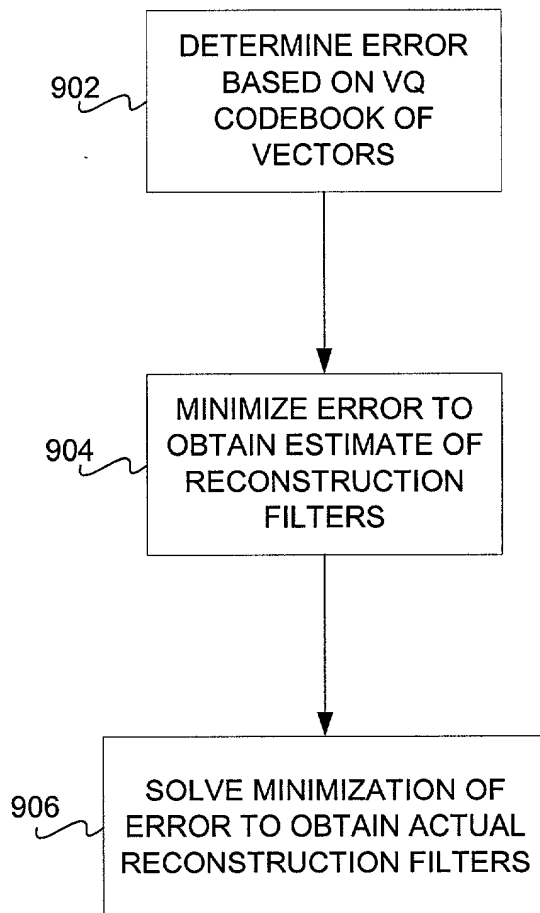 902
DETERMINE ERROR
BASED ON VQ
CODEBOOK OF
VECTORS
904
MINIMIZE ERROR TO
OBTAIN ESTIMATE OF
RECONSTRUCTION
FILTERS
906
SOLVE MINIMIZATION OF
ERROR TO OBTAIN ACTUAL
RECONSTRUCTION FILTERS